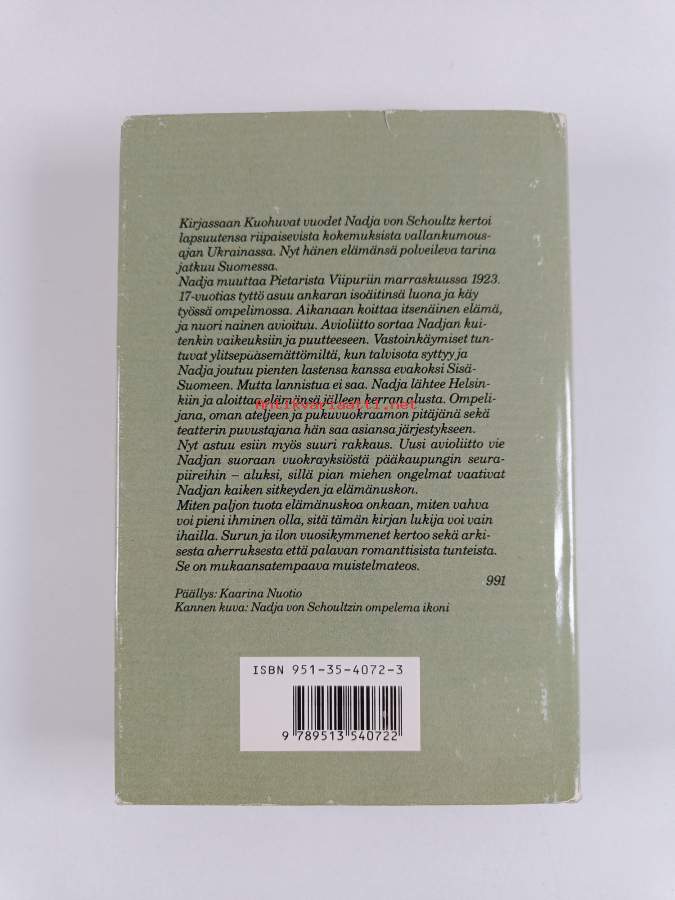 Kirjassaan Kuohuvat vuodet Nadja von Schoultz kertoi
lapsuutensa riipaisevista kokemuksista vallankumous-
ajan Ukrainassa. Nyt hänen elämänsä polveileva tarina
jatkuu Suomessa.
Nadja muuttaa Pietarista Viipuriin marraskuussa 1923.
17-vuotias tyttö asuu ankaran isoäitinsä luona ja käy
työssä ompelimossa. Aikanaan koittaa itsenäinen elämä,
ja nuori nainen avioituu. Avioliitto sortaa Nadjan kui-
tenkin vaikeuksiin ja puutteeseen. Vastoinkäymiset tun-
tuvat ylitsepääsemättömiltä, kun talvisota syttyy ja
Nadja joutuu pienten lastensa kanssa evakoksi Sisä-
Suomeen. Mutta lannistua ei saa. Nadja lähtee Helsin-
kiin ja aloittaa elämänsä jälleen kerran alusta. Ompeli-
jana, oman ateljeen ja pukuvuokraamon pitäjänä sekä
teatterin puvustajana hän saa asiansa järjestykseen.
Nyt astuu esiin myös suuri rakkaus. Uusi avioliitto vie
Nadjan suoraan vuokrayksiöstä pääkaupungin seura-
piireihin – aluksi, sillä pian miehen ongelmat vaativat
Nadjan kaiken sitkeyden ja elämänuskon.
Miten paljon tuota elämänuskoa onkaan, miten vahva
voi pieni ihminen olla, sitä tämän kirjan lukija voi vain
ihailla. Surun ja ilon vuosikymmenet kertoo sekä arki-
sesta aherruksesta että palavan romanttisista tunteista.
Se on mukaansatempaava muistelmateos.
991
Päällys: Kaarina Nuotio
Kannen kuva: Nadja von Schoultzin ompelema ikoni
Antikvariaatti.net
ISBN 951-35-4072-3
9 789513 540722